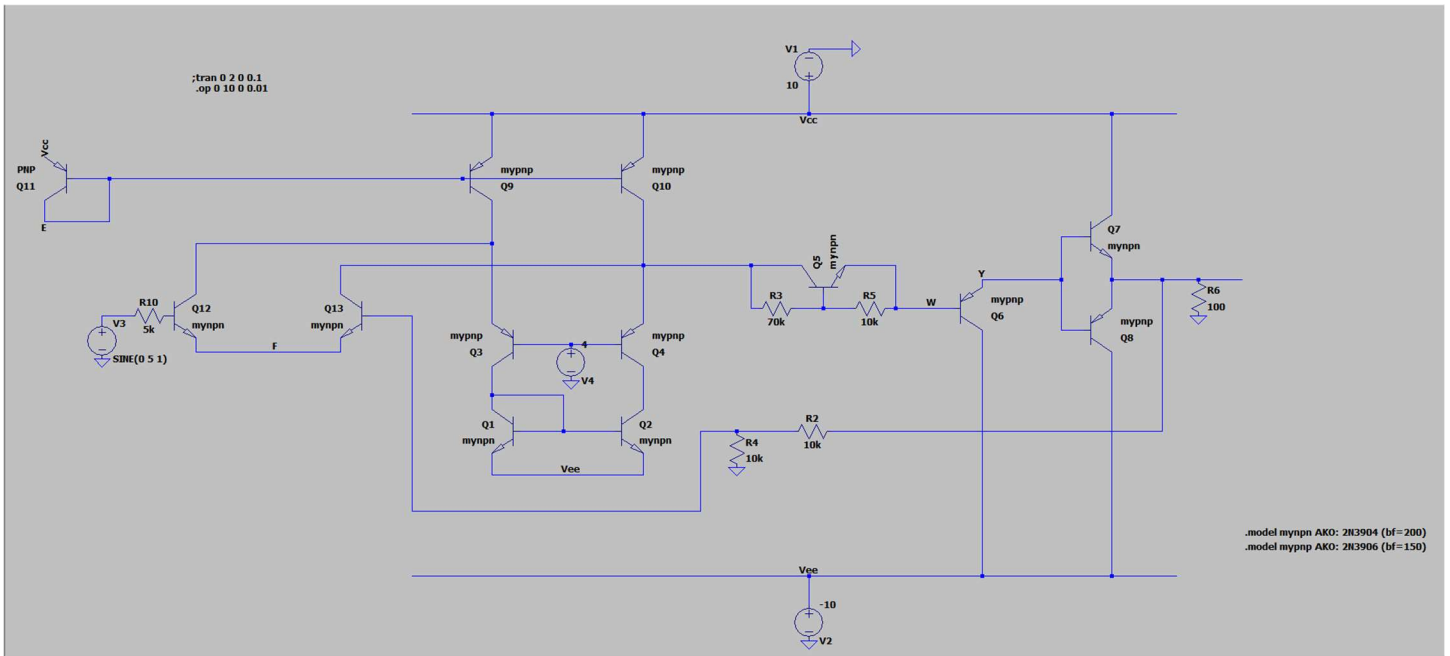 ;tran 0 2 0 0.1
.op 0 10 0 0.01
V1
10
Vcc
Vcc
PNP
Q11
E
mypnp
Q9
mypnp
Q10
Q7
mynpn
Q5
mynpn
Y
R10
5k
V3
SINE(0 5 1)
Q12
mynpn
F
Q13
mynpn
R3
70k
R5
10k
W
mypnp
Q6
R6
100
mypnp
Q8
mypnp
Q3
4
V4
mypnp
Q4
Q1
mynpn
Q2
mynpn
Vee
R4
10k
R2
10k
.model mynpn AKO: 2N3904 (bf=200)
.model mypnp AKO: 2N3906 (bf=150)
Vee
-10
V2